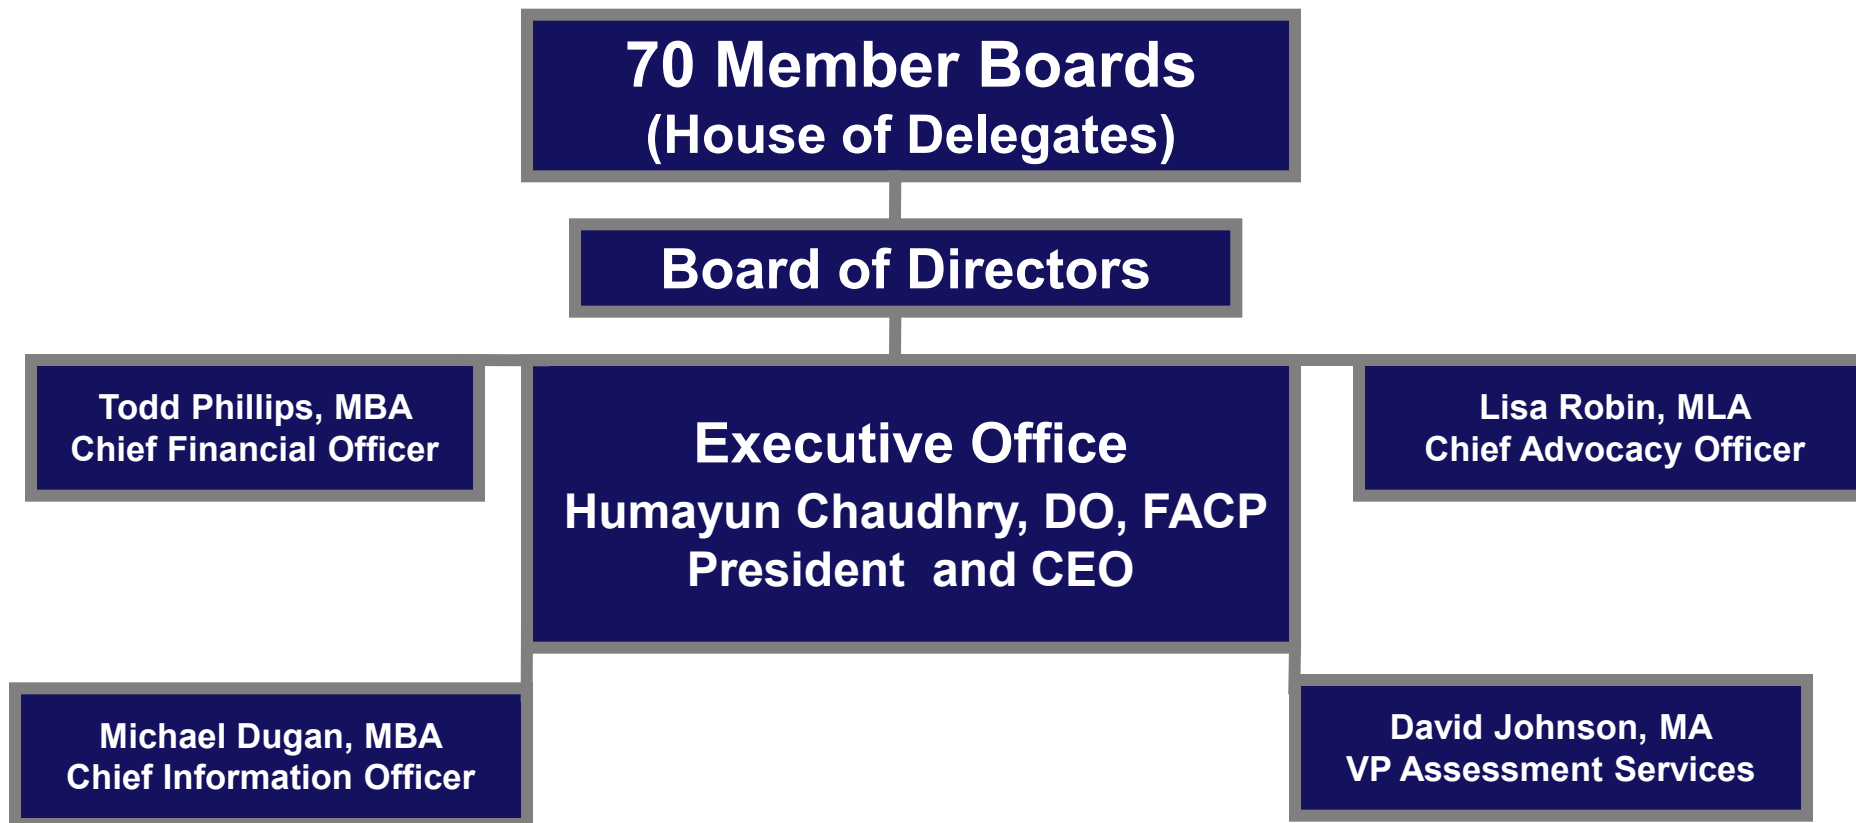 70 Member Boards
(House of Delegates)
Board of Directors
Todd Phillips, MBA
Chief Financial Officer
Executive Office
Humayun Chaudhry, DO, FACP
President  and CEO
Lisa Robin, MLA
Chief Advocacy Officer
Michael Dugan, MBA
Chief Information Officer
David Johnson, MA
VP Assessment Services